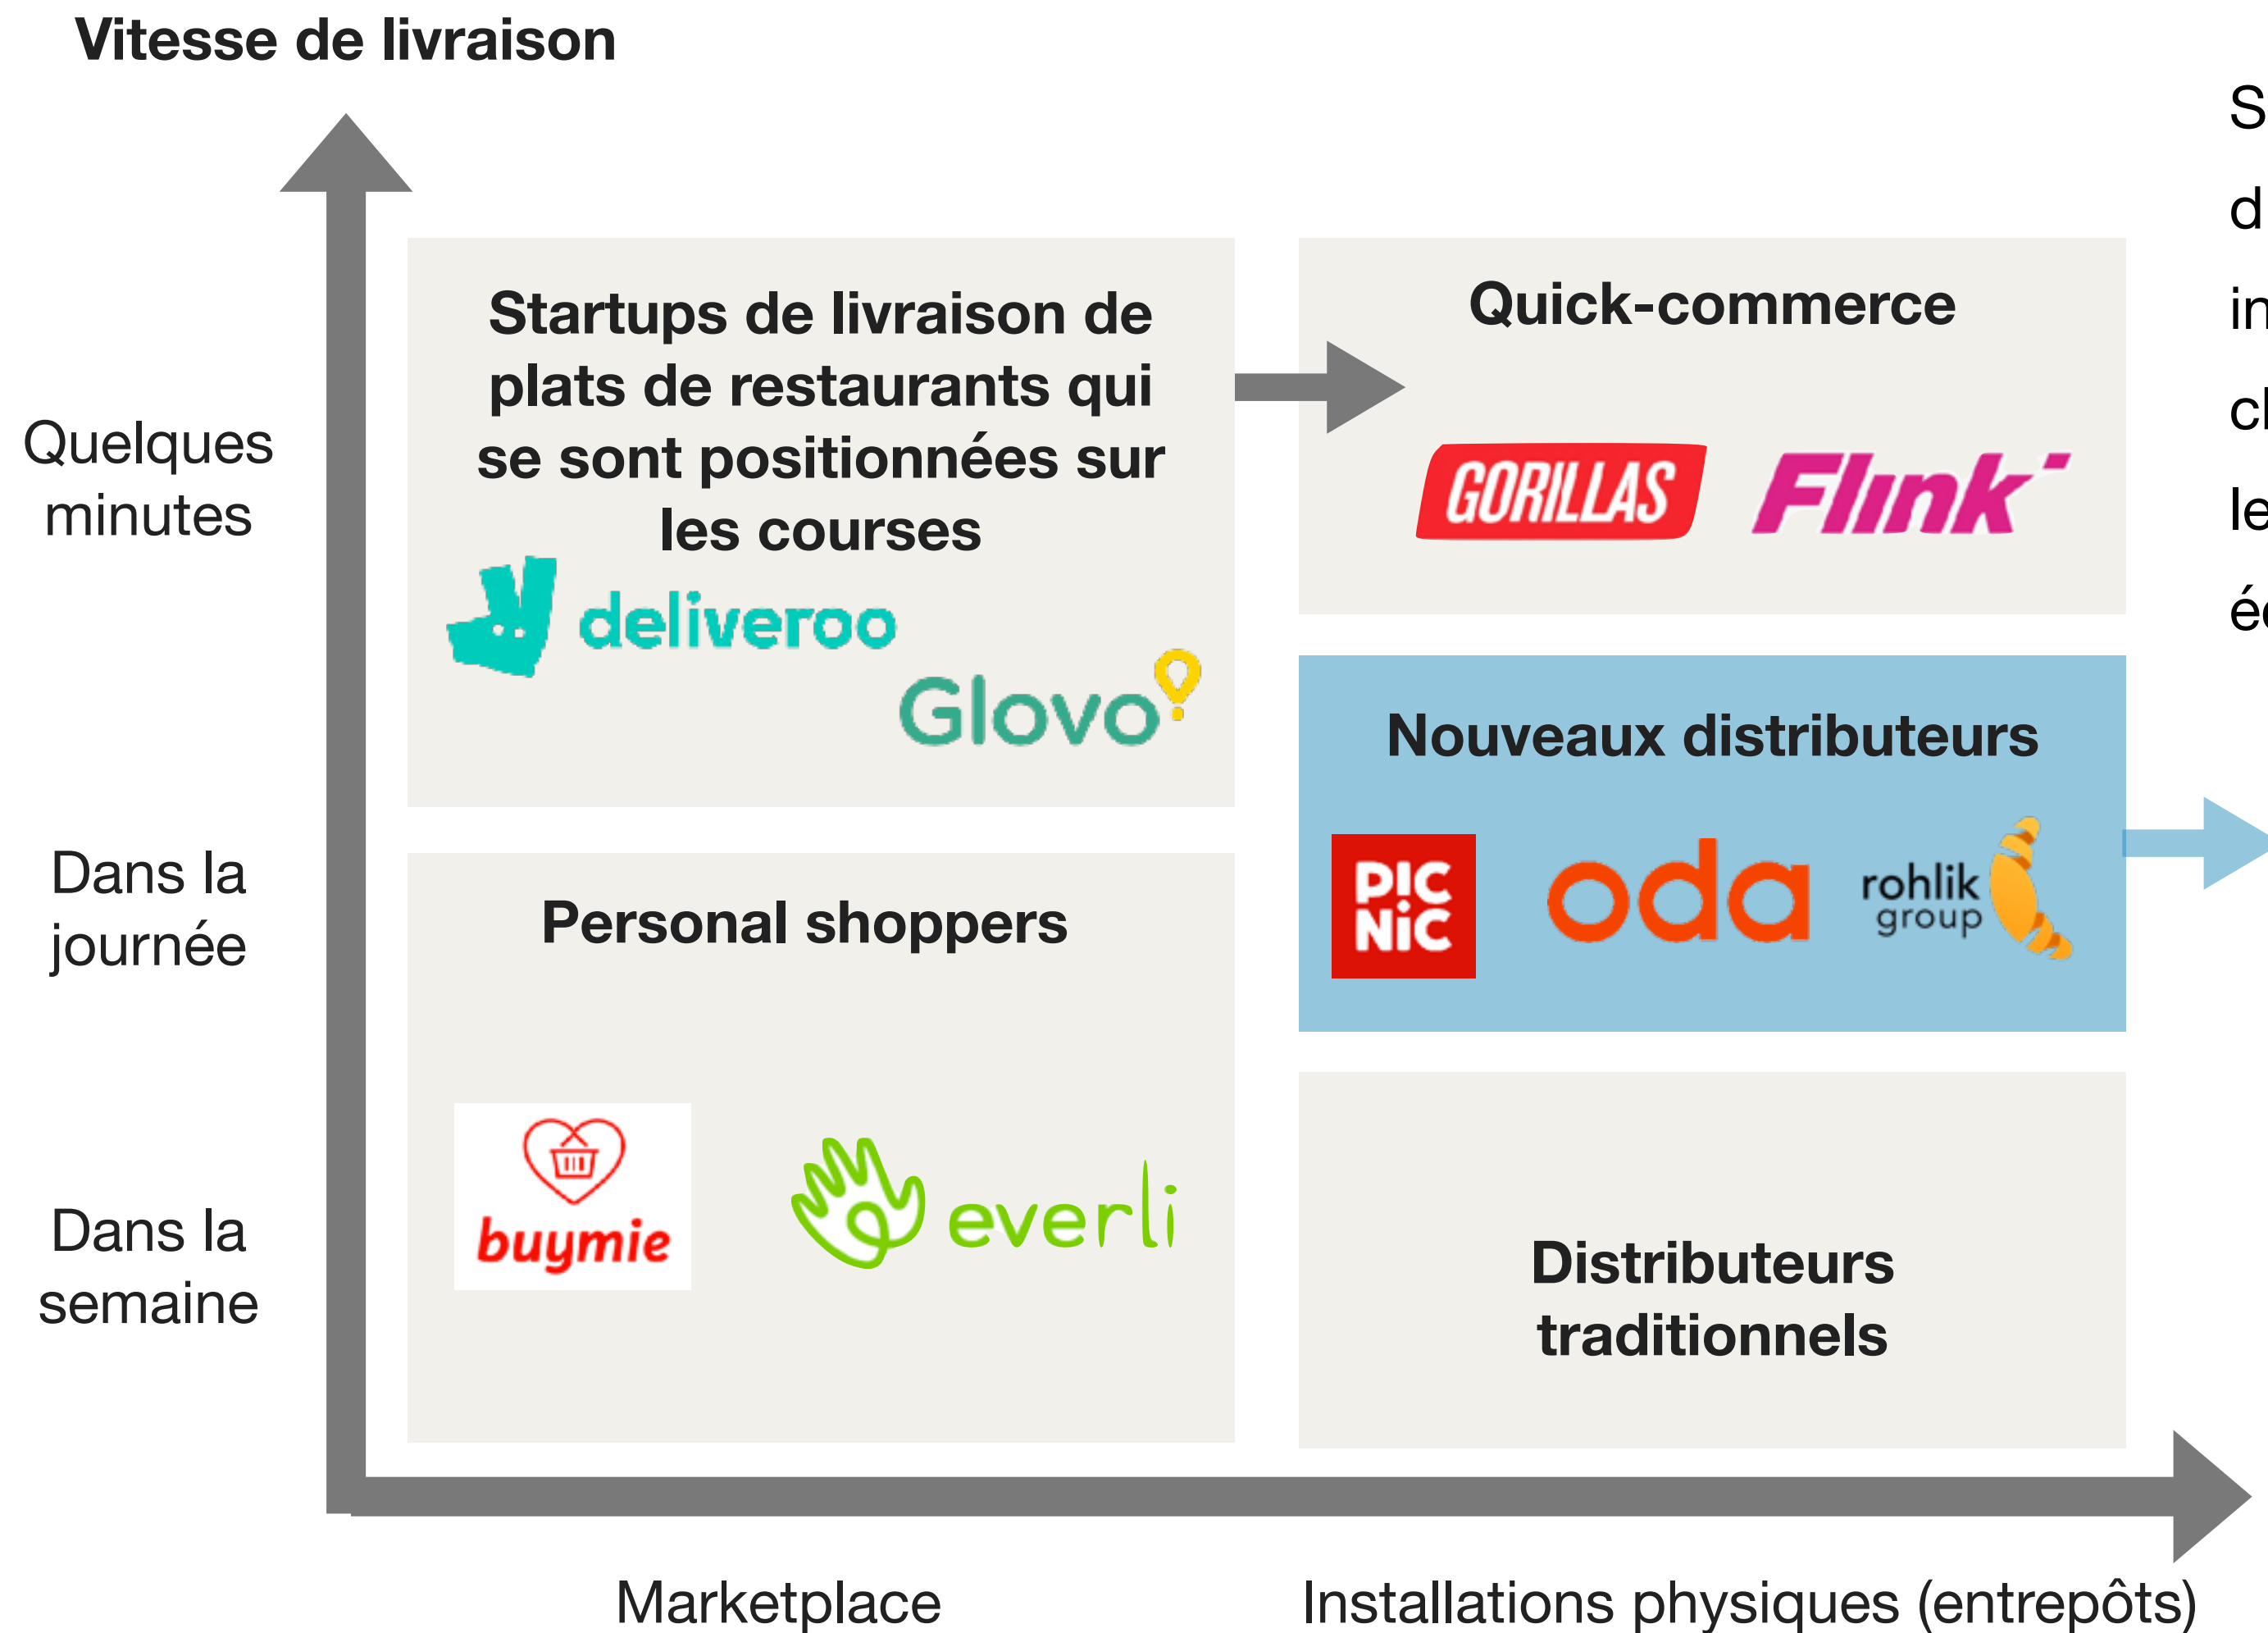 Vitesse de livraison
Quelques
minutes
Dans la
journée
Dans la
semaine
Startups de livraison de
plats de restaurants qui
se sont positionnées sur
les courses
deliveroo
Glovo
Quick-commerce
GORILLAS
Flink
Personal shoppers
buymie
everli
Nouveaux distributeurs
PIC
NiC
oda
rohlik
group
Distributeurs
traditionnels
Marketplace
Installations physiques (entrepôts)